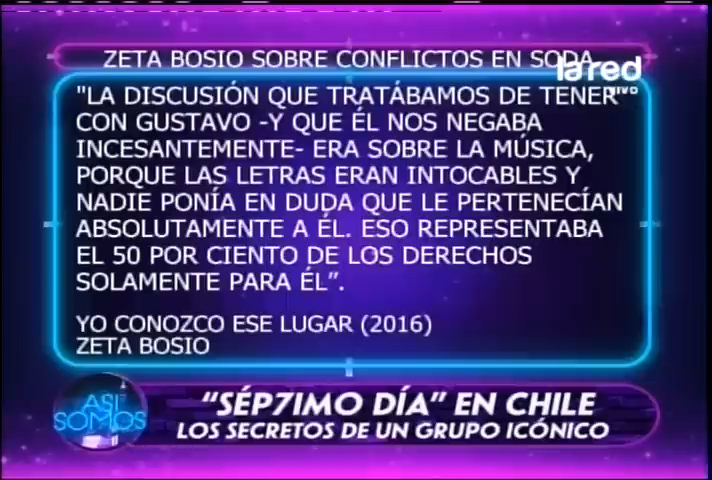 ZETA BOSIO SOBRE CONFLICTOS EN SODA
la red
VIVO
"LA DISCUSIÓN QUE TRATÁBAMOS DE TENER
CON GUSTAVO -Y QUE ÉL NOS NEGABA
INCESANTEMENTE- ERA SOBRE LA MÚSICA,
PORQUE LAS LETRAS ERAN INTOCABLES Y
NADIE PONÍA EN DUDA QUE LE PERTENECÍAN
ABSOLUTAMENTE A ÉL. ESO REPRESENTABA
EL 50 POR CIENTO DE LOS DERECHOS
SOLAMENTE PARA ÉL".
YO CONOZCO ESE LUGAR (2016)
ZETA BOSIO
ASI
SOMOS
"SÉP7IMO DÍA" EN CHILE
LOS SECRETOS DE UN GRUPO ICÓNICO